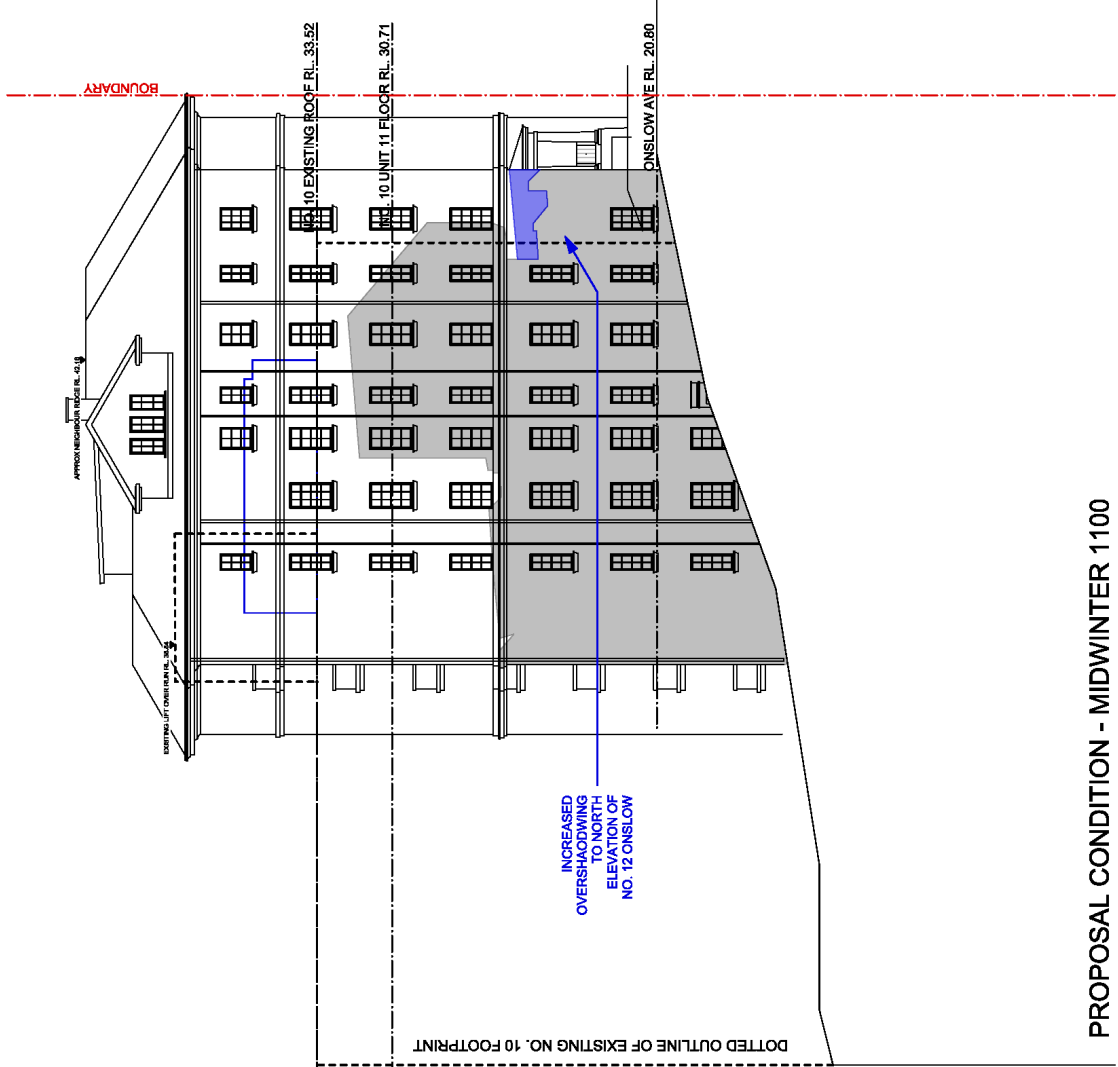 BOUNDARY
NO. 10 EXISTING ROOF RL. 33.52
NO. 10 UNIT 11 FLOOR RL. 30.71
ONSLOW AVE RL. 20.80
APPROX NEIGHBOUR RIDGE RL. 42.18
EXISTING LIFT OVER RUN RL.
INCREASED
OVERSHAODWING
TO NORTH
ELEVATION OF
NO. 12 ONSLOW
DOTTED OUTLINE OF EXISTING NO. 10 FOOTPRINT
PROPOSAL CONDITION - MIDWINTER 1100